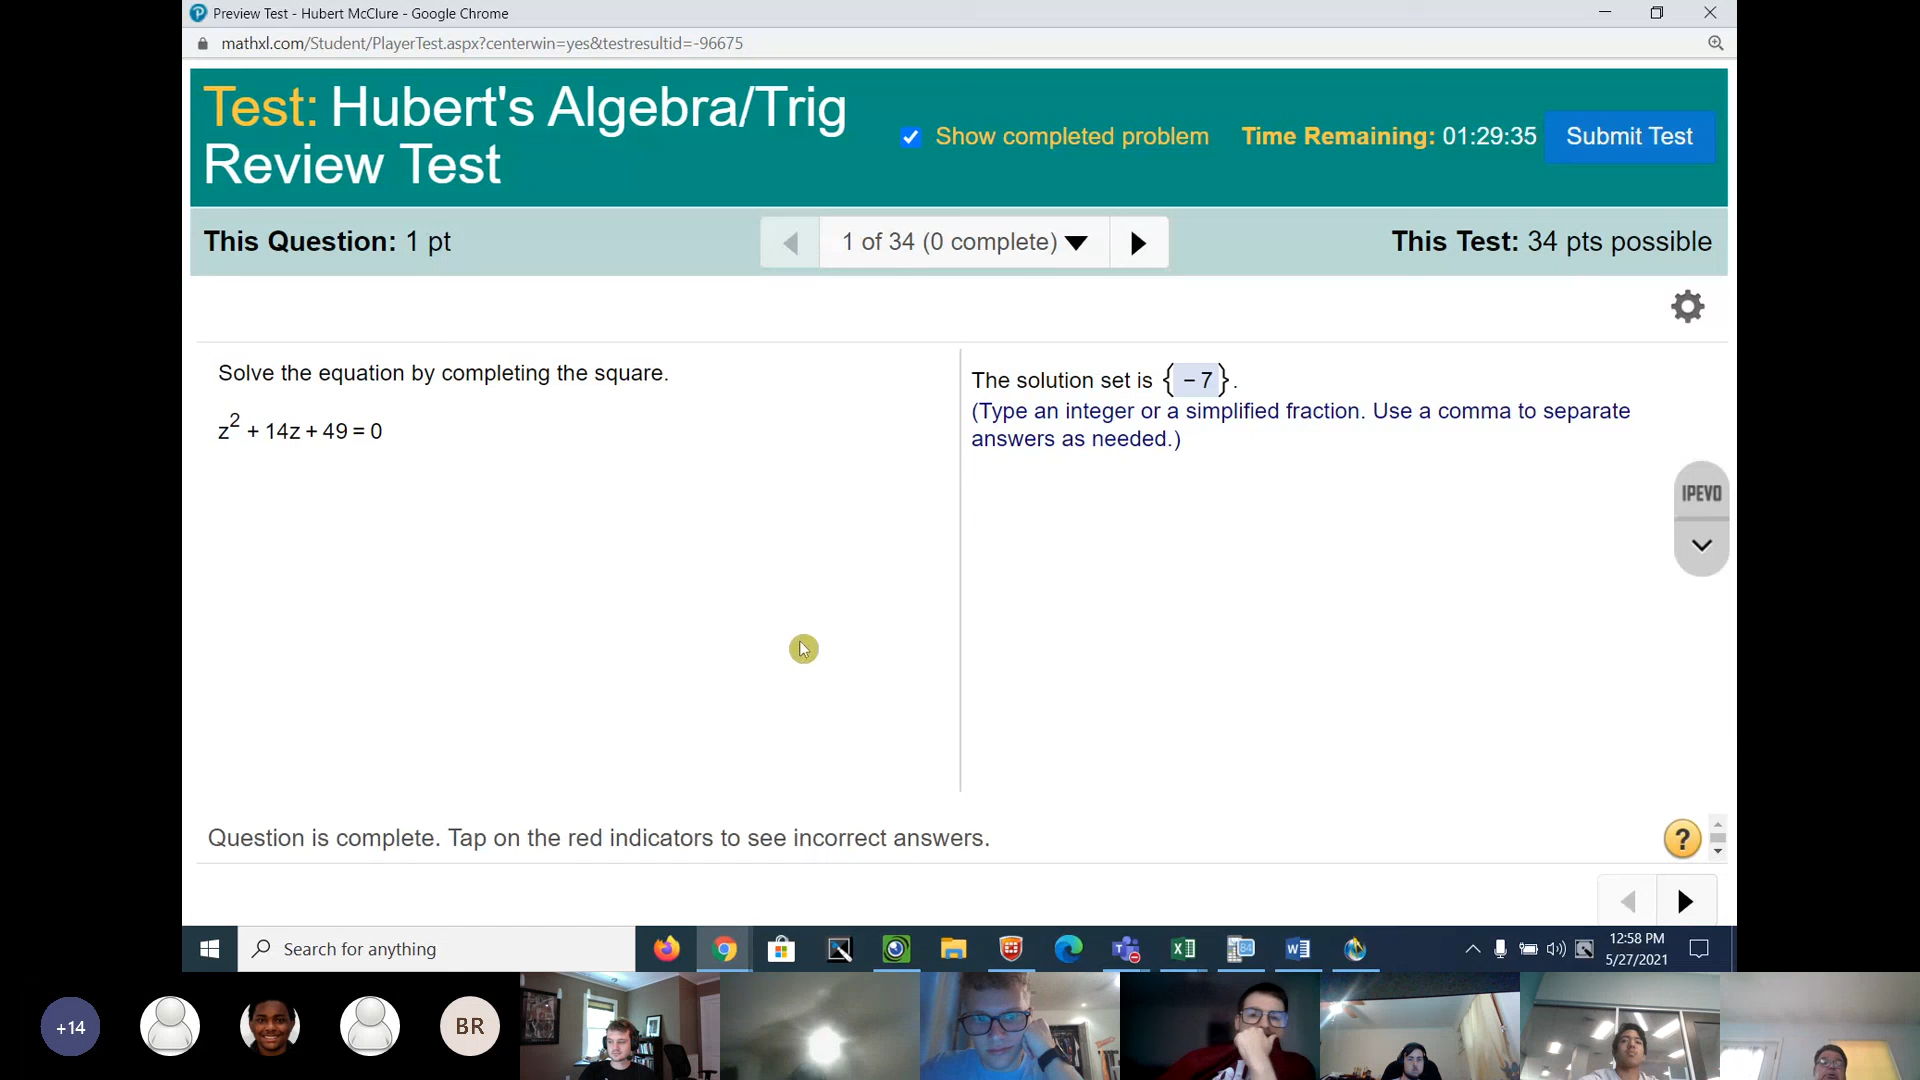 Preview Test - Hubert McClure - Google Chrome
mathxl.com/Student/PlayerTest.aspx?centerwin=yes&testresultid=-96675
Test: Hubert's Algebra/Trig
Review Test
Show completed problem
Time Remaining: 01:29:35
Submit Test
This Question: 1 pt
1 of 34 (0 complete)
This Test: 34 pts possible
Solve the equation by completing the square.
z² + 14z + 49 = 0
The solution set is { − 7 }.
(Type an integer or a simplified fraction. Use a comma to separate
answers as needed.)
IPEVO
Question is complete. Tap on the red indicators to see incorrect answers.
?
Search for anything
12:58 PM
5/27/2021
+14
BR